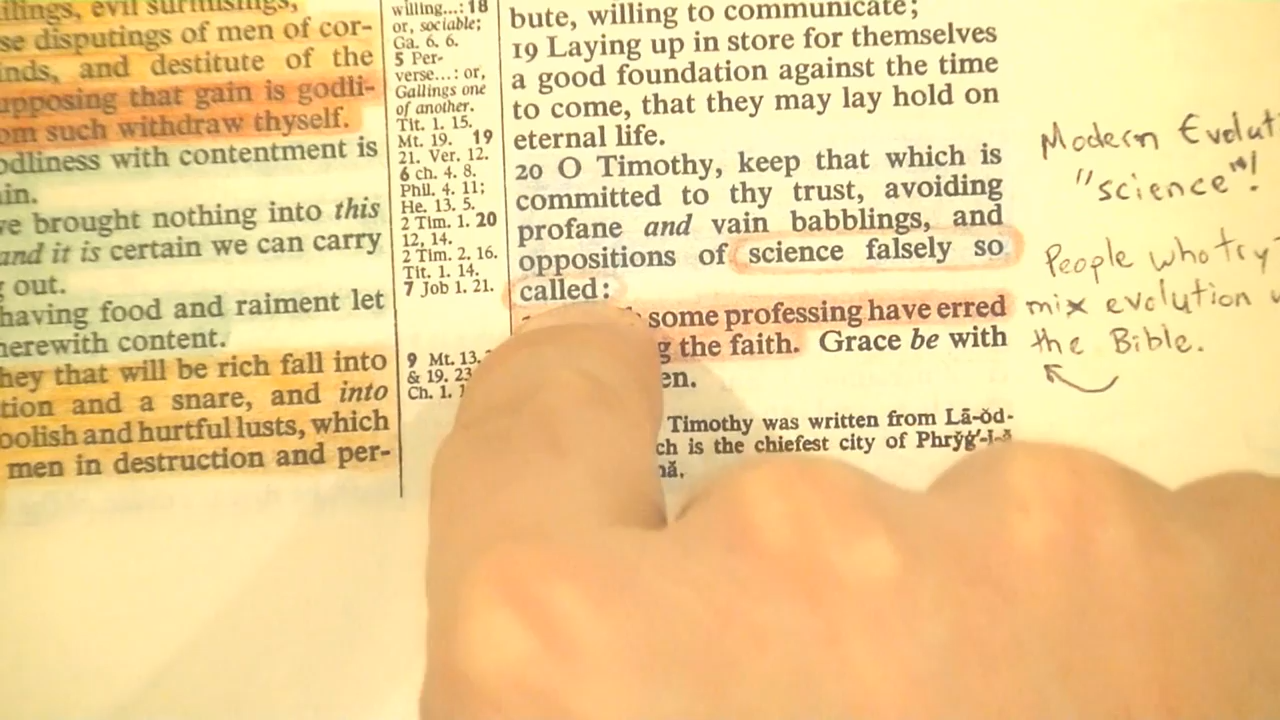 evil surmisings,
se disputings of men of cor-
nds, and destitute of the
upposing that gain is godli-
om such withdraw thyself.
odliness with contentment is
in.
ve brought nothing into this
and it is certain we can carry
out.
having food and raiment let
herewith content.
hey that will be rich fall into
tion and a snare, and into
oolish and hurtful lusts, which
men in destruction and per-
willing...: 18
or, sociable;
Ga. 6. 6.
5 Per-
verse...: or,
Gallings one
of another.
Tit. 1. 15.
Mt. 19. 19
21. Ver. 12.
6 ch. 4. 8.
Phil. 4. 11;
He. 13. 5.
2 Tim. 1. 20
12, 14.
2 Tim. 2. 16.
Tit. 1. 14.
7 Job 1. 21.
9 Mt. 13.
& 19. 23
Ch. 1.
bute, willing to communicate;
19 Laying up in store for themselves
a good foundation against the time
to come, that they may lay hold on
eternal life.
20 O Timothy, keep that which is
committed to thy trust, avoiding
profane and vain babblings, and
oppositions of science falsely so
called:
some professing have erred
g the faith. Grace be with
en.
Timothy was written from Lā-ŏd-
ch is the chiefest city of Phrўġ′-ĭ-ă
nă.
Modern Evolut
"science"!
People who try
mix evolution
the Bible.